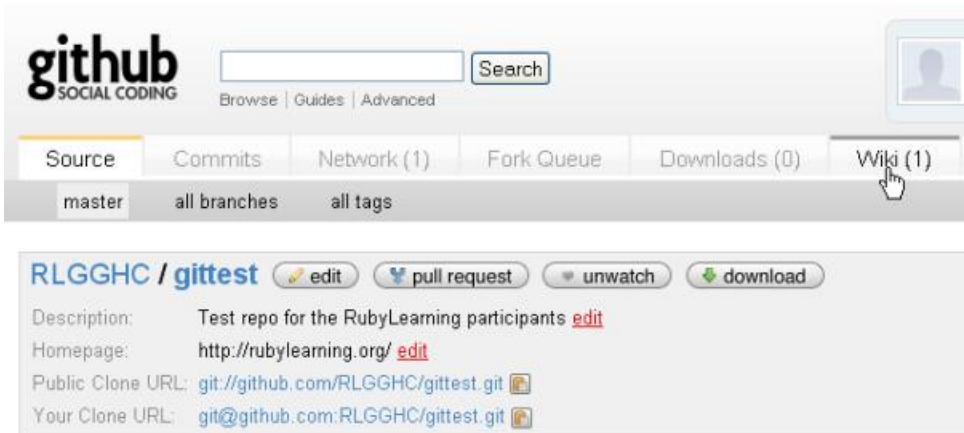 github
SOCIAL CODING
Search
Browse | Guides | Advanced
Source Commits Network (1) Fork Queue Downloads (0) Wiki (1)
master all branches all tags
RLGGHC / gittest edit pull request unwatch download
Description: Test repo for the RubyLearning participants edit
Homepage: http://rubylearning.org/ edit
Public Clone URL: git://github.com/RLGGHC/gittest.git
Your Clone URL: git@github.com:RLGGHC/gittest.git